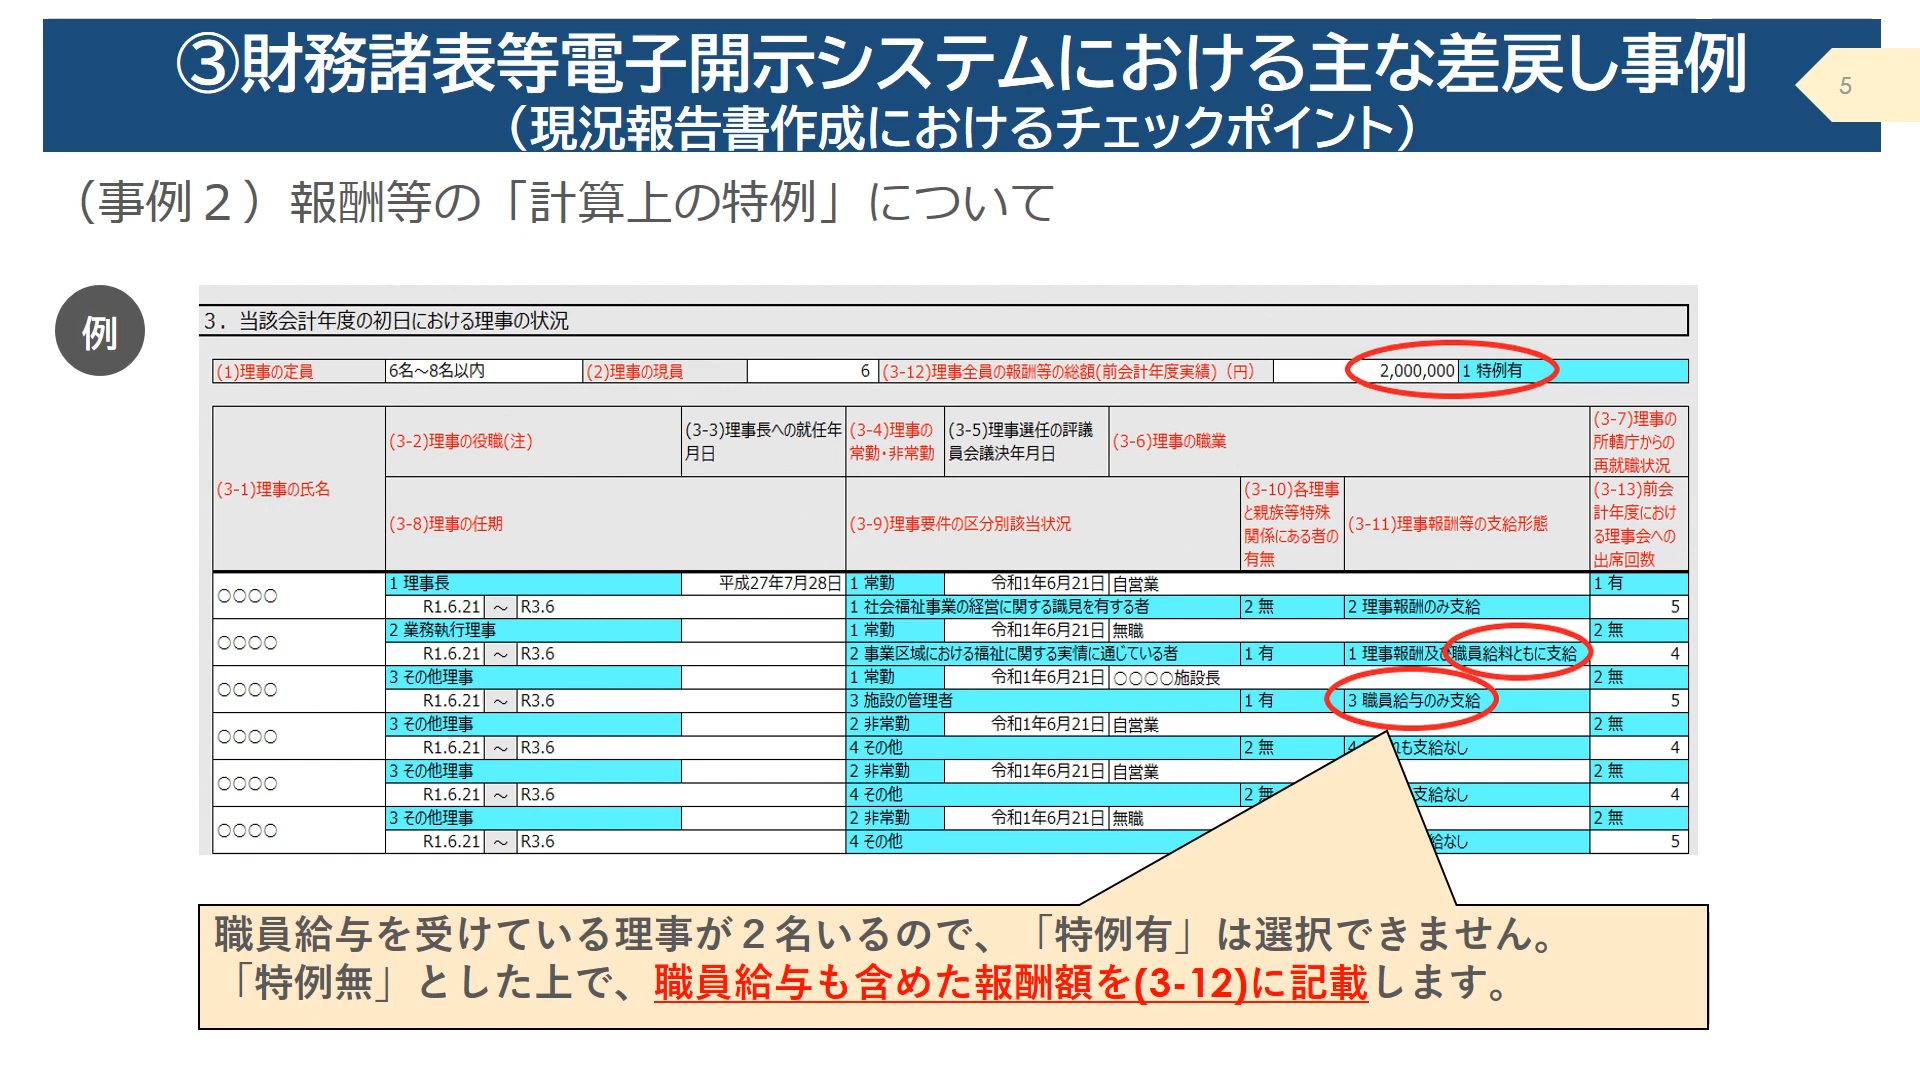 ③財務諸表等電子開示システムにおける主な差戻し事例
（現況報告書作成におけるチェックポイント）
5
（事例２）報酬等の「計算上の特例」について
例
3．当該会計年度の初日における理事の状況
(1)理事の定員 6名～8名以内 (2)理事の現員 6 (3-12)理事全員の報酬等の総額(前会計年度実績)（円） 2,000,000 1 特例有
(3-1)理事の氏名
(3-2)理事の役職(注)
(3-3)理事長への就任年
月日
(3-4)理事の
常勤・非常勤
(3-5)理事選任の評議
員会議決年月日
(3-6)理事の職業
(3-7)理事の
所轄庁からの
再就職状況
(3-8)理事の任期
(3-9)理事要件の区分別該当状況
(3-10)各理事
と親族等特殊
関係にある者の
有無
(3-11)理事報酬等の支給形態
(3-13)前会
計年度におけ
る理事会への
出席回数
○○○○
1 理事長 平成27年7月28日 1 常勤 令和1年6月21日 自営業 1 有
R1.6.21 ～ R3.6 1 社会福祉事業の経営に関する識見を有する者 2 無 2 理事報酬のみ支給 5
○○○○
2 業務執行理事 1 常勤 令和1年6月21日 無職 2 無
R1.6.21 ～ R3.6 2 事業区域における福祉に関する実情に通じている者 1 有 1 理事報酬及び職員給料ともに支給 4
○○○○
3 その他理事 1 常勤 令和1年6月21日 ○○○○施設長 2 無
R1.6.21 ～ R3.6 3 施設の管理者 1 有 3 職員給与のみ支給 5
○○○○
3 その他理事 2 非常勤 令和1年6月21日 自営業 2 無
R1.6.21 ～ R3.6 4 その他 2 無 4 も支給なし 4
○○○○
3 その他理事 2 非常勤 令和1年6月21日 自営業 2 無
R1.6.21 ～ R3.6 4 その他 2 無 支給なし 4
○○○○
3 その他理事 2 非常勤 令和1年6月21日 無職 2 無
R1.6.21 ～ R3.6 4 その他 給なし 5
職員給与を受けている理事が２名いるので、「特例有」は選択できません。
「特例無」とした上で、職員給与も含めた報酬額を(3-12)に記載します。